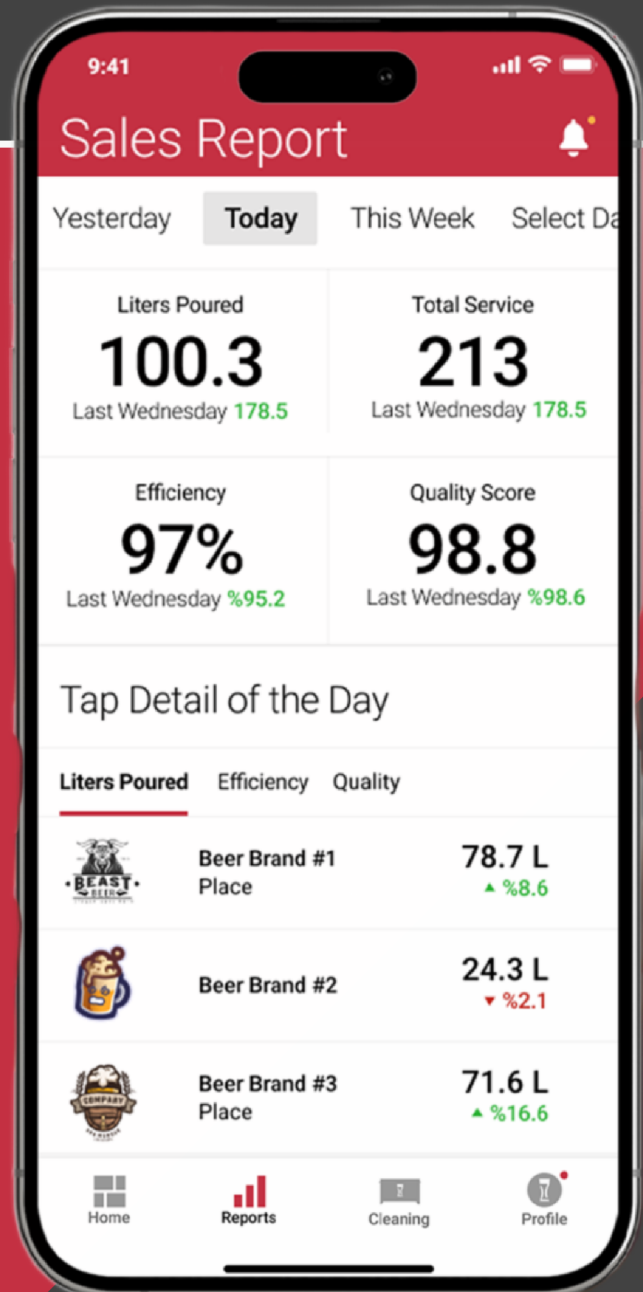 9:41
Sales Report
Yesterday Today This Week Select Da
Liters Poured
100.3
Last Wednesday 178.5
Total Service
213
Last Wednesday 178.5
Efficiency
97%
Last Wednesday %95.2
Quality Score
98.8
Last Wednesday %98.6
Tap Detail of the Day
Liters Poured Efficiency Quality
BEAST
BEER
Beer Brand #1
Place
78.7 L
▲ %8.6
Beer Brand #2
24.3 L
▼ %2.1
COMPANY
Beer Brand #3
Place
71.6 L
▲ %16.6
Home Reports Cleaning Profile